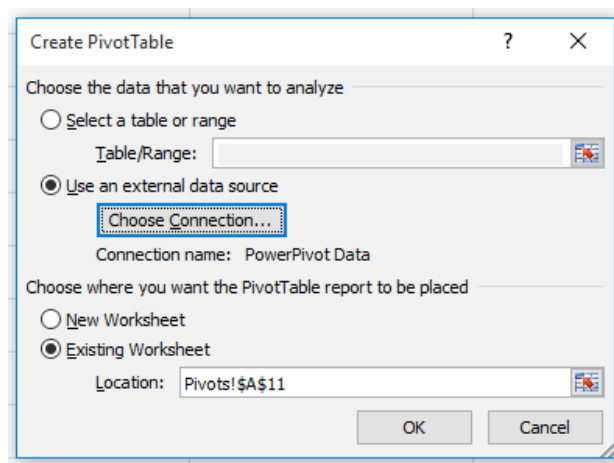 Create PivotTable ?
Choose the data that you want to analyze
Select a table or range
Table/Range:
Use an external data source
Choose Connection...
Connection name: PowerPivot Data
Choose where you want the PivotTable report to be placed
New Worksheet
Existing Worksheet
Location: Pivots!$A$11
OK Cancel